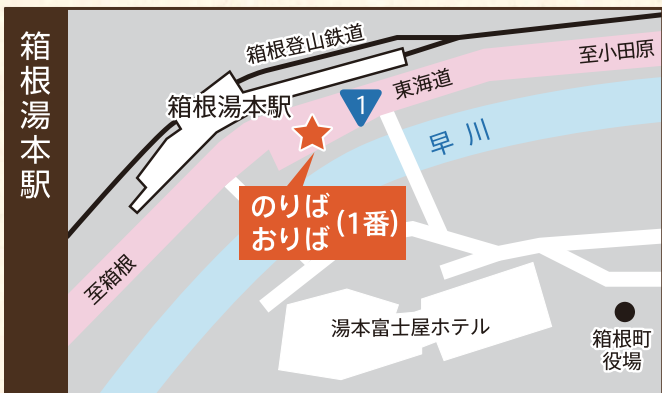 箱根湯本駅
箱根登山鉄道
至小田原
箱根湯本駅
1
東海道
早川
のりば
おりば
(1番)
至箱根
湯本富士屋ホテル
箱根町
役場